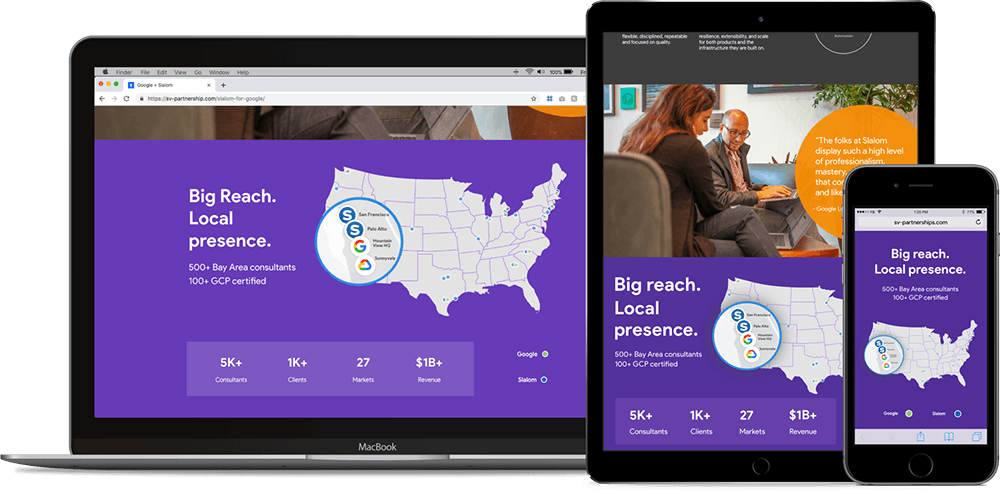 Finder File Edit View Go Window Help
100%
Google + Slalom
https://sv-partnership.com/slalom-for-google/
Big Reach.
Local
presence.
500+ Bay Area consultants
100+ GCP certified
San Francisco
Palo Alto
Mountain
View HQ
Sunnyvale
5K+ 1K+ 27 $1B+
Consultants Clients Markets Revenue
Google
Slalom
MacBook
flexible, disciplined, repeatable
and focused on quality.
resilience, extensibility, and scale
for both products and the
infrastructure they are built on.
Automation
"The folks at Slalom
display such a high level
of professionalism,
mastery,
that
and
- Google
Big reach.
Local
presence.
500+ Bay Area consultants
100+ GCP certified
San Francisco
Palo Alto
Mountain
View HQ
Sunnyvale
5K+ 1K+ 27 $1B+
Consultants Clients Markets Revenue
1:20 PM
sv-partnerships.com
Big reach.
Local presence.
500+ Bay Area consultants
100+ GCP certified
Google Slalom